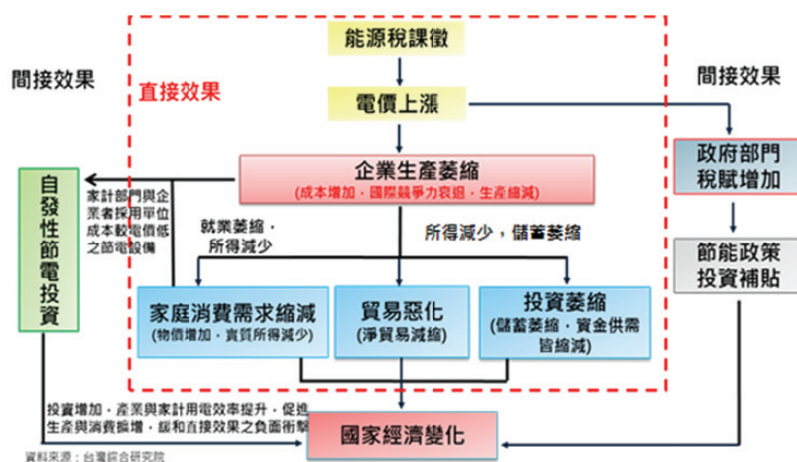 能源稅課徵
間接效果
直接效果
間接效果
電價上漲
企業生產萎縮
(成本增加，國際競爭力衰退，生產縮減)
政府部門
稅賦增加
自發性節電投資
家計部門與企
業者採用單位
成本較電價低
之節電設備
就業萎縮，
所得減少
所得減少，儲蓄萎縮
節能政策
投資補貼
家庭消費需求縮減
(物價增加，實質所得減少)
貿易惡化
(淨貿易減縮)
投資萎縮
(儲蓄萎縮，資金供需
皆縮減)
投資增加，產業與家計用電效率提升，促進
生產與消費擴增，緩和直接效果之負面衝擊
國家經濟變化
資料來源：台灣綜合研究院